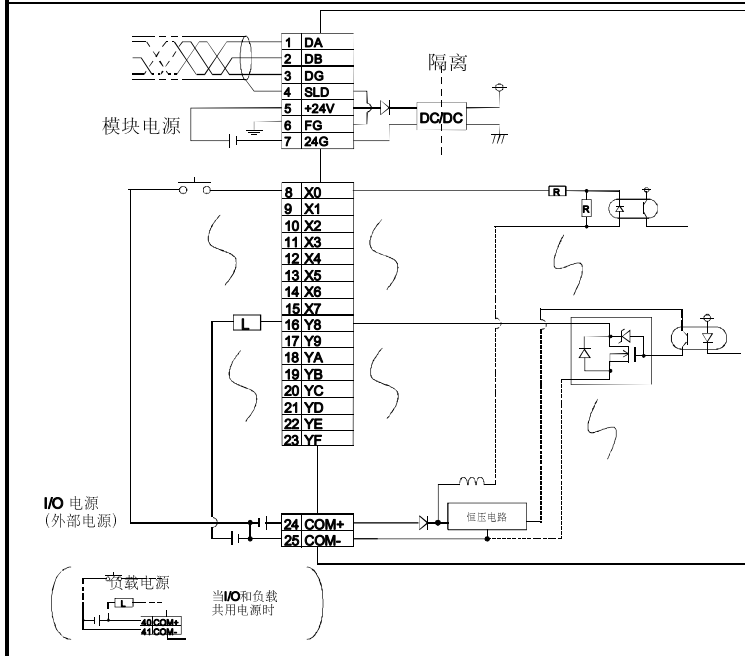 1 DA
2 DB
3 DG
4 SLD
5 +24V
6 FG
7 24G
隔离
DC/DC
模块电源
8 X0
9 X1
10 X2
11 X3
12 X4
13 X5
14 X6
15 X7
16 Y8
17 Y9
18 YA
19 YB
20 YC
21 YD
22 YE
23 YF
R
R
L
I/O 电源
(外部电源)
24 COM+
25 COM-
恒压电路
负载电源
L
40 COM+
41 COM-
当I/O和负载
共用电源时